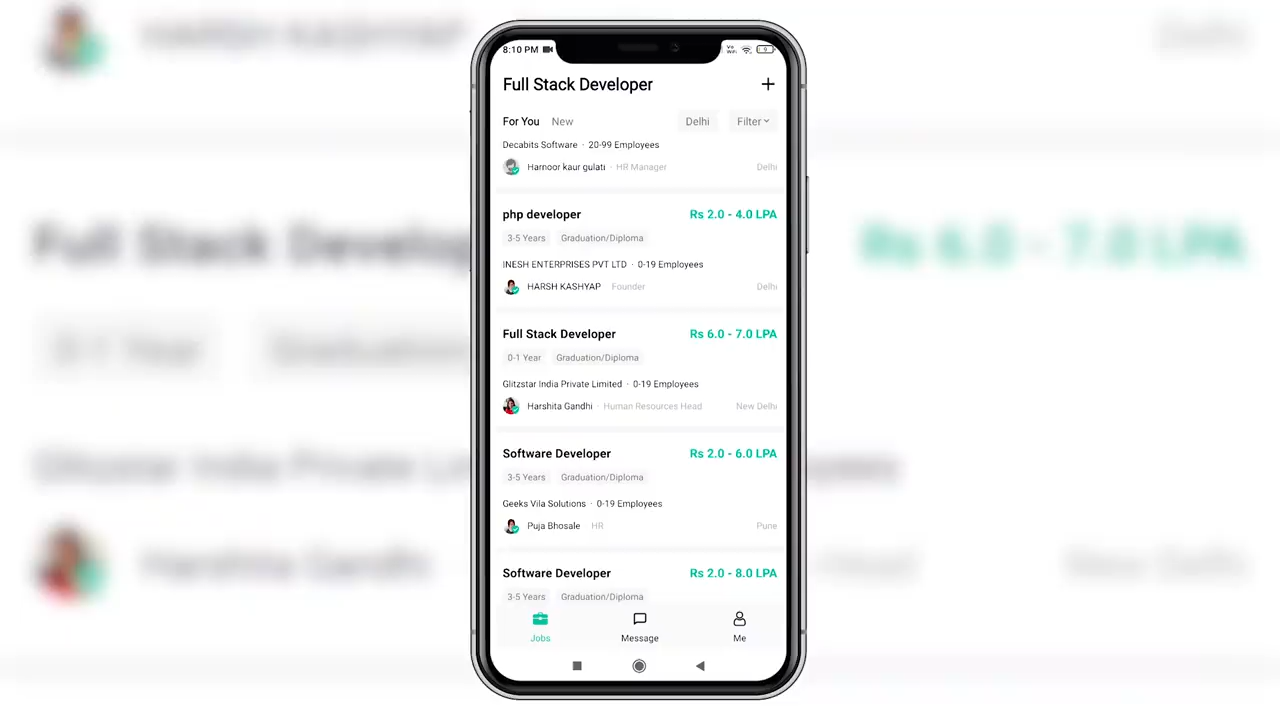 8:10 PM
Full Stack Developer +
For You New Delhi Filter
Decabits Software · 20-99 Employees
Harnoor kaur gulati · HR Manager Delhi
php developer Rs 2.0 - 4.0 LPA
3-5 Years Graduation/Diploma
INESH ENTERPRISES PVT LTD · 0-19 Employees
HARSH KASHYAP Founder Delhi
Full Stack Developer Rs 6.0 - 7.0 LPA
0-1 Year Graduation/Diploma
Glitzstar India Private Limited · 0-19 Employees
Harshita Gandhi · Human Resources Head New Delhi
Software Developer Rs 2.0 - 6.0 LPA
3-5 Years Graduation/Diploma
Geeks Vila Solutions · 0-19 Employees
Puja Bhosale HR Pune
Software Developer Rs 2.0 - 8.0 LPA
3-5 Years Graduation/Diploma
Jobs Message Me